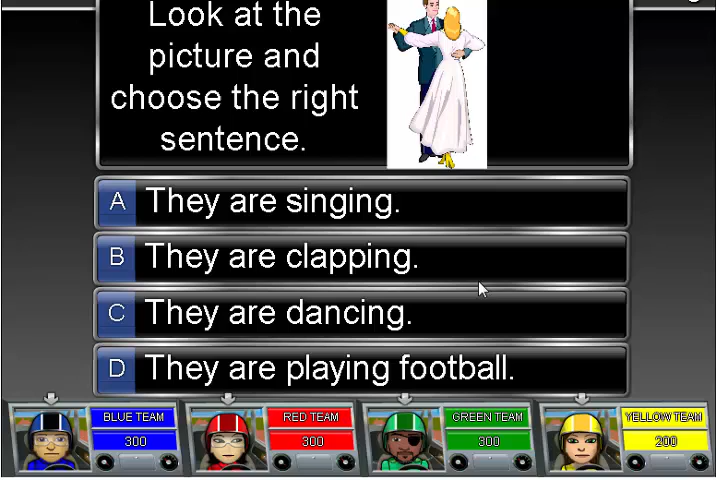 Look at the
picture and
choose the right
sentence.
A They are singing.
B They are clapping.
C They are dancing.
D They are playing football.
BLUE TEAM
300
RED TEAM
300
GREEN TEAM
300
YELLOW TEAM
200